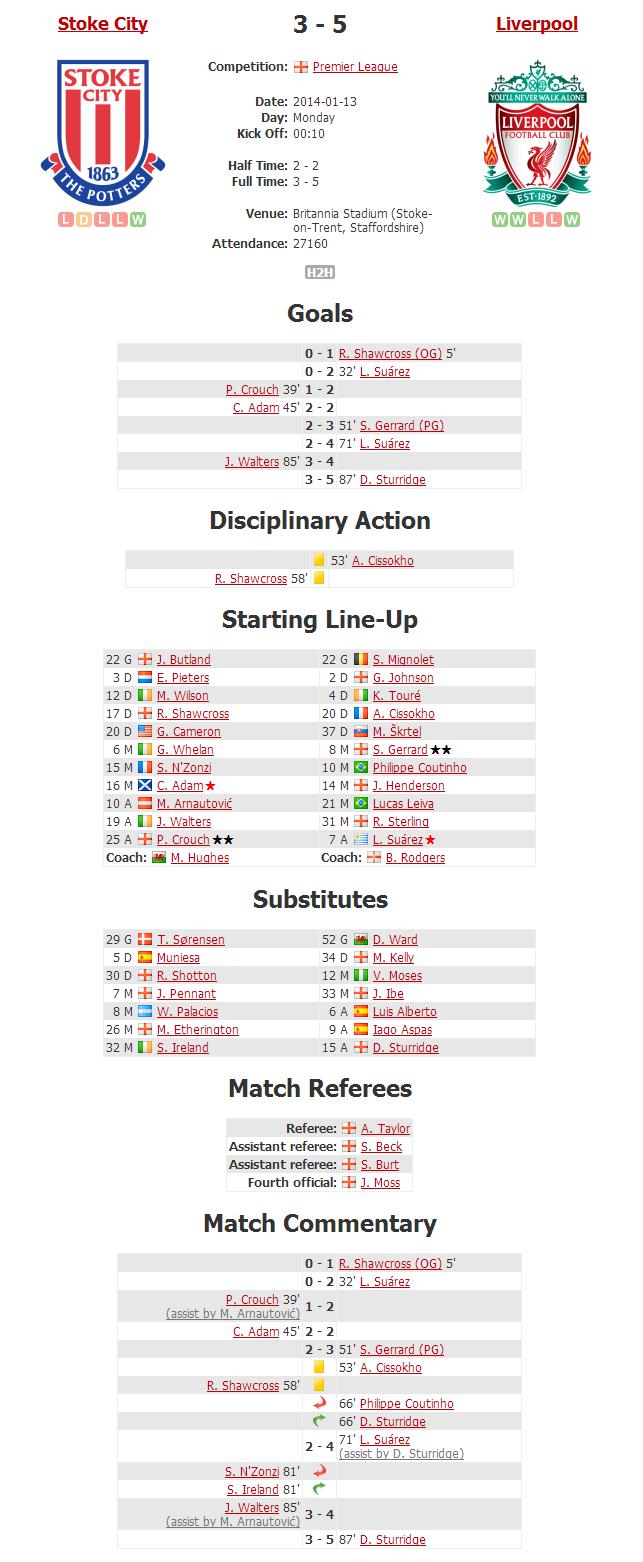 Stoke City
3 - 5
Liverpool
STOKE
CITY
1863
THE POTTERS
L D L L W
Competition: Premier League
Date: 2014-01-13
Day: Monday
Kick Off: 00:10
Half Time: 2 - 2
Full Time: 3 - 5
Venue: Britannia Stadium (Stoke-
on-Trent, Staffordshire)
Attendance: 27160
H2H
YOU'LL NEVER WALK ALONE
LIVERPOOL
FOOTBALL CLUB
EST·1892
W W L L W
Goals
0 - 1 R. Shawcross (OG) 5'
0 - 2 32' L. Suárez
P. Crouch 39' 1 - 2
C. Adam 45' 2 - 2
2 - 3 51' S. Gerrard (PG)
2 - 4 71' L. Suárez
J. Walters 85' 3 - 4
3 - 5 87' D. Sturridge
Disciplinary Action
53' A. Cissokho
R. Shawcross 58'
Starting Line-Up
22 G J. Butland 22 G S. Mignolet
3 D E. Pieters 2 D G. Johnson
12 D M. Wilson 4 D K. Touré
17 D R. Shawcross 20 D A. Cissokho
20 D G. Cameron 37 D M. Škrtel
6 M G. Whelan 8 M S. Gerrard ★★
15 M S. N'Zonzi 10 M Philippe Coutinho
16 M C. Adam ★ 14 M J. Henderson
10 A M. Arnautović 21 M Lucas Leiva
19 A J. Walters 31 M R. Sterling
25 A P. Crouch ★★ 7 A L. Suárez ★
Coach: M. Hughes Coach: B. Rodgers
Substitutes
29 G T. Sørensen 52 G D. Ward
5 D Muniesa 34 D M. Kelly
30 D R. Shotton 12 M V. Moses
7 M J. Pennant 33 M J. Ibe
8 M W. Palacios 6 A Luis Alberto
26 M M. Etherington 9 A Iago Aspas
32 M S. Ireland 15 A D. Sturridge
Match Referees
Referee: A. Taylor
Assistant referee: S. Beck
Assistant referee: S. Burt
Fourth official: J. Moss
Match Commentary
0 - 1 R. Shawcross (OG) 5'
0 - 2 32' L. Suárez
P. Crouch 39'
(assist by M. Arnautović) 1 - 2
C. Adam 45' 2 - 2
2 - 3 51' S. Gerrard (PG)
53' A. Cissokho
R. Shawcross 58'
66' Philippe Coutinho
66' D. Sturridge
2 - 4 71' L. Suárez
(assist by D. Sturridge)
S. N'Zonzi 81'
S. Ireland 81'
J. Walters 85'
(assist by M. Arnautović) 3 - 4
3 - 5 87' D. Sturridge